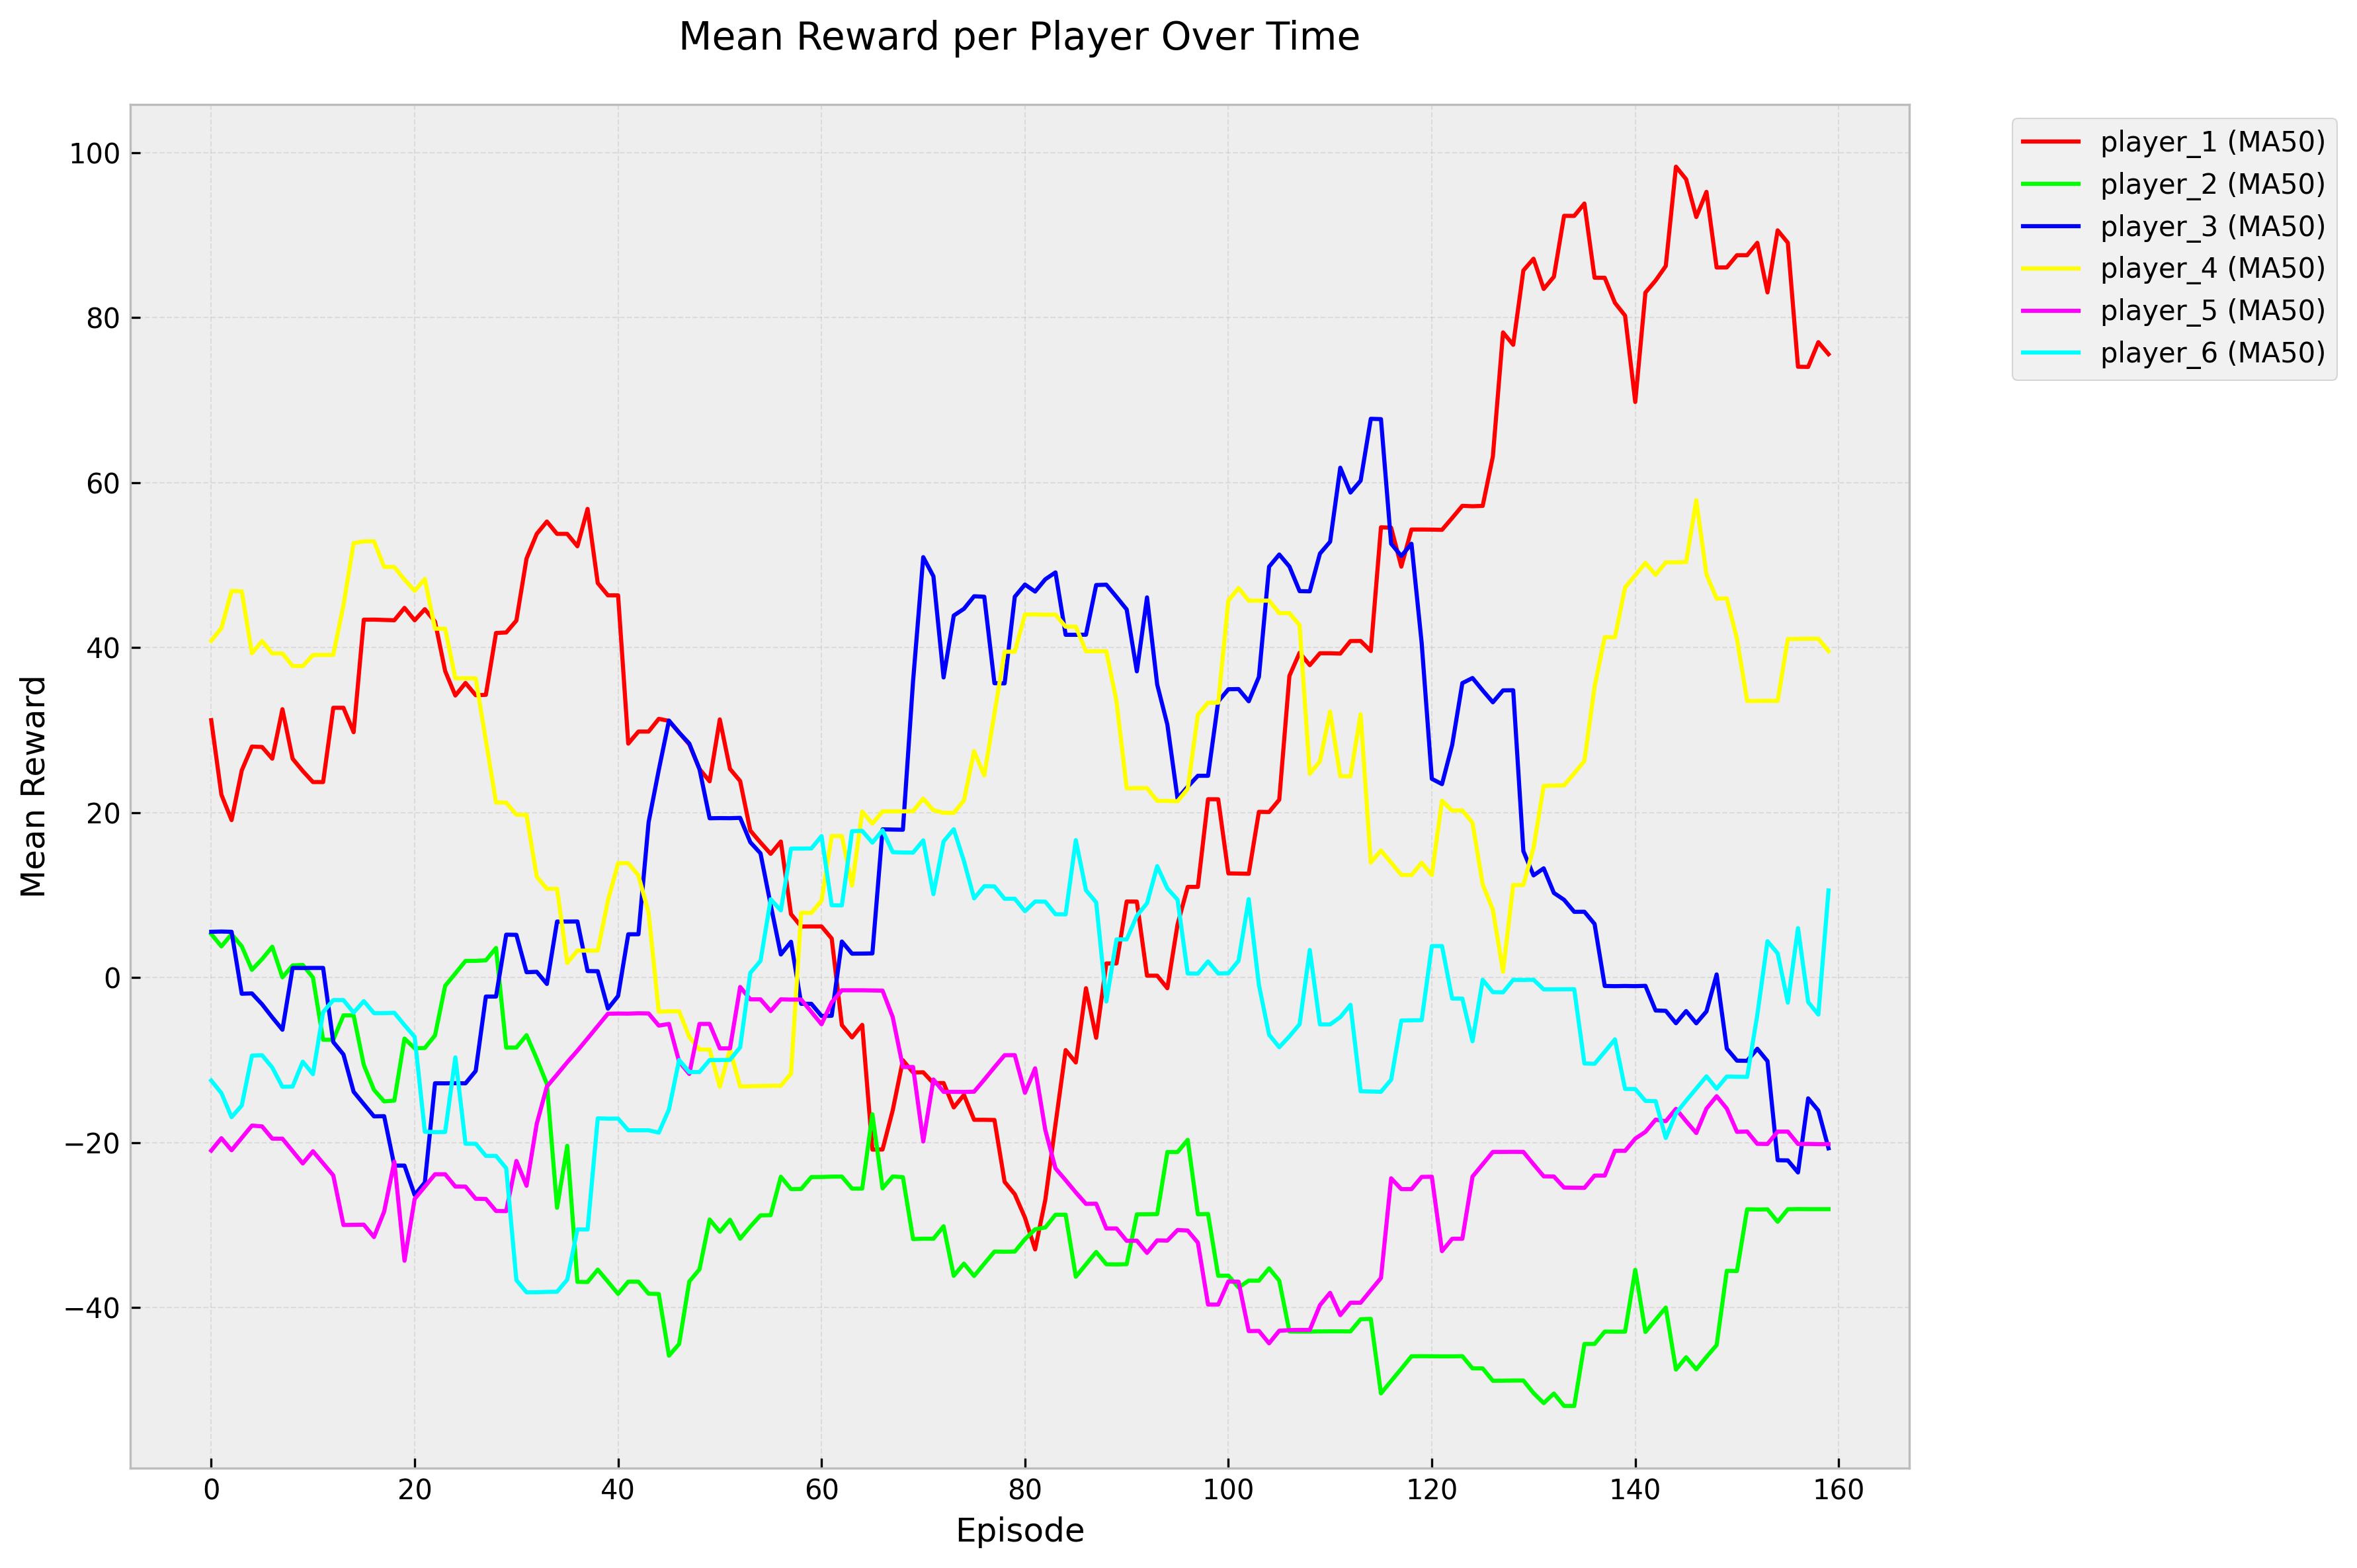 Mean Reward per Player Over Time
player_1 (MA50)
player_2 (MA50)
player_3 (MA50)
player_4 (MA50)
player_5 (MA50)
player_6 (MA50)
Mean Reward
100
80
60
40
20
0
−20
−40
0 20 40 60 80 100 120 140 160
Episode